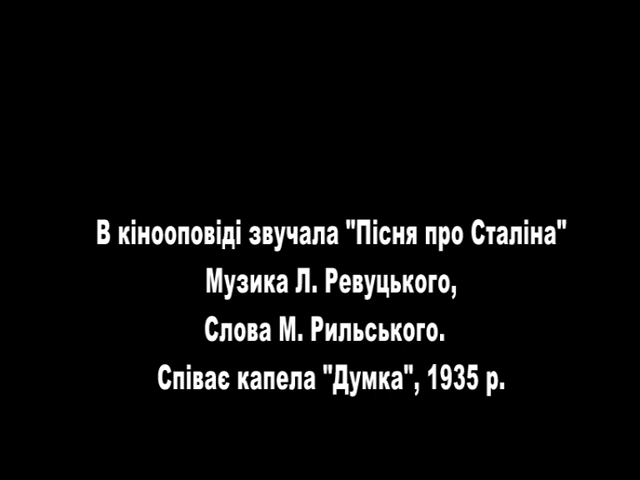 В кінооповіді звучала "Пісня про Сталіна"
Музика Л. Ревуцького,
Слова М. Рильського.
Співає капела "Думка", 1935 р.